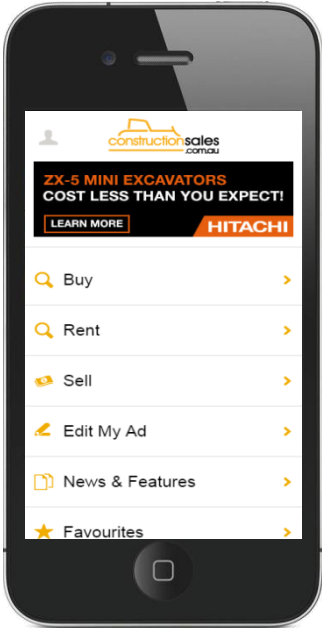 constructionsales
.com.au
ZX-5 MINI EXCAVATORS
COST LESS THAN YOU EXPECT!
LEARN MORE
HITACHI
Buy
Rent
Sell
Edit My Ad
News & Features
Favourites